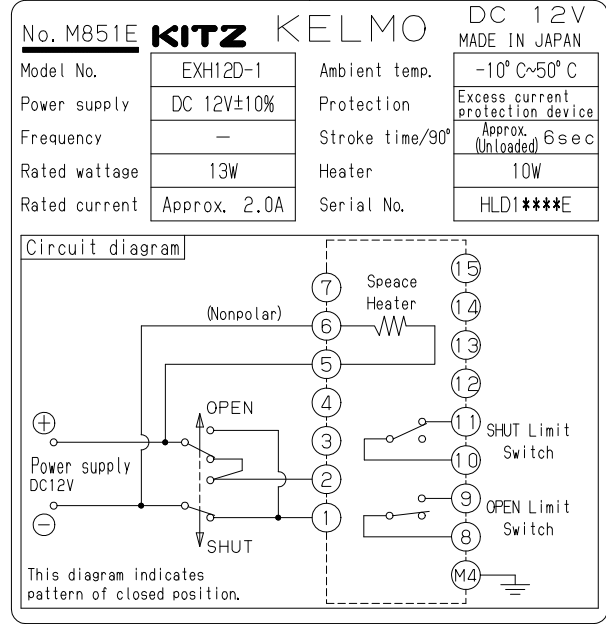 No. M851E KITZ KELMO DC 12V
MADE IN JAPAN
Model No. EXH12D-1 Ambient temp. -10°C~50°C
Power supply DC 12V±10% Protection Excess current
protection device
Frequency — Stroke time/90° Approx.
(Unloaded) 6sec
Rated wattage 13W Heater 10W
Rated current Approx. 2.0A Serial No. HLD1****E
Circuit diagram
15
7 Speace
Heater
14
(Nonpolar) 6
13
5
12
4
OPEN
11 SHUT Limit
Switch
3
10
+
Power supply
DC12V
2
9 OPEN Limit
Switch
1
8
−
SHUT
M4
This diagram indicates
pattern of closed position.